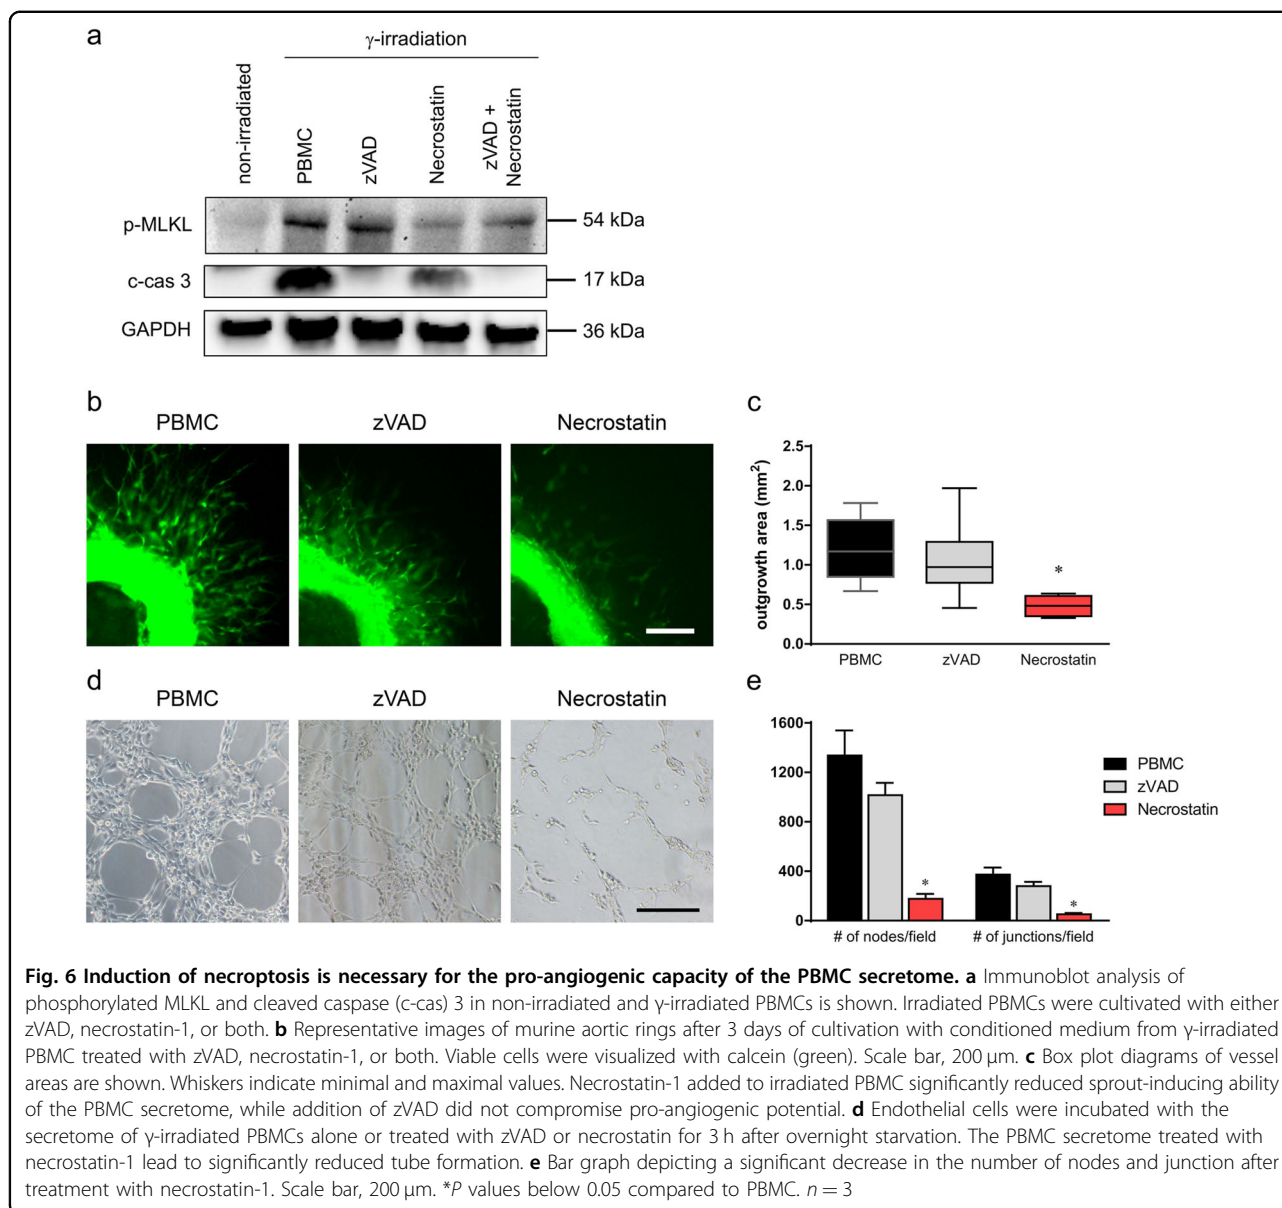 a
γ-irradiation
non-irradiated
PBMC
zVAD
Necrostatin
zVAD +
Necrostatin
p-MLKL
54 kDa
c-cas 3
17 kDa
GAPDH
36 kDa
b
PBMC
zVAD
Necrostatin
c
outgrowth area (mm²)
2.5
2.0
1.5
1.0
0.5
0.0
*
PBMC
zVAD
Necrostatin
d
PBMC
zVAD
Necrostatin
e
1600
1200
800
400
0
*
*
# of nodes/field
# of junctions/field
PBMC
zVAD
Necrostatin
Fig. 6 Induction of necroptosis is necessary for the pro-angiogenic capacity of the PBMC secretome. a Immunoblot analysis of
phosphorylated MLKL and cleaved caspase (c-cas) 3 in non-irradiated and γ-irradiated PBMCs is shown. Irradiated PBMCs were cultivated with either
zVAD, necrostatin-1, or both. b Representative images of murine aortic rings after 3 days of cultivation with conditioned medium from γ-irradiated
PBMC treated with zVAD, necrostatin-1, or both. Viable cells were visualized with calcein (green). Scale bar, 200 μm. c Box plot diagrams of vessel
areas are shown. Whiskers indicate minimal and maximal values. Necrostatin-1 added to irradiated PBMC significantly reduced sprout-inducing ability
of the PBMC secretome, while addition of zVAD did not compromise pro-angiogenic potential. d Endothelial cells were incubated with the
secretome of γ-irradiated PBMCs alone or treated with zVAD or necrostatin for 3 h after overnight starvation. The PBMC secretome treated with
necrostatin-1 lead to significantly reduced tube formation. e Bar graph depicting a significant decrease in the number of nodes and junction after
treatment with necrostatin-1. Scale bar, 200 μm. *P values below 0.05 compared to PBMC. n = 3